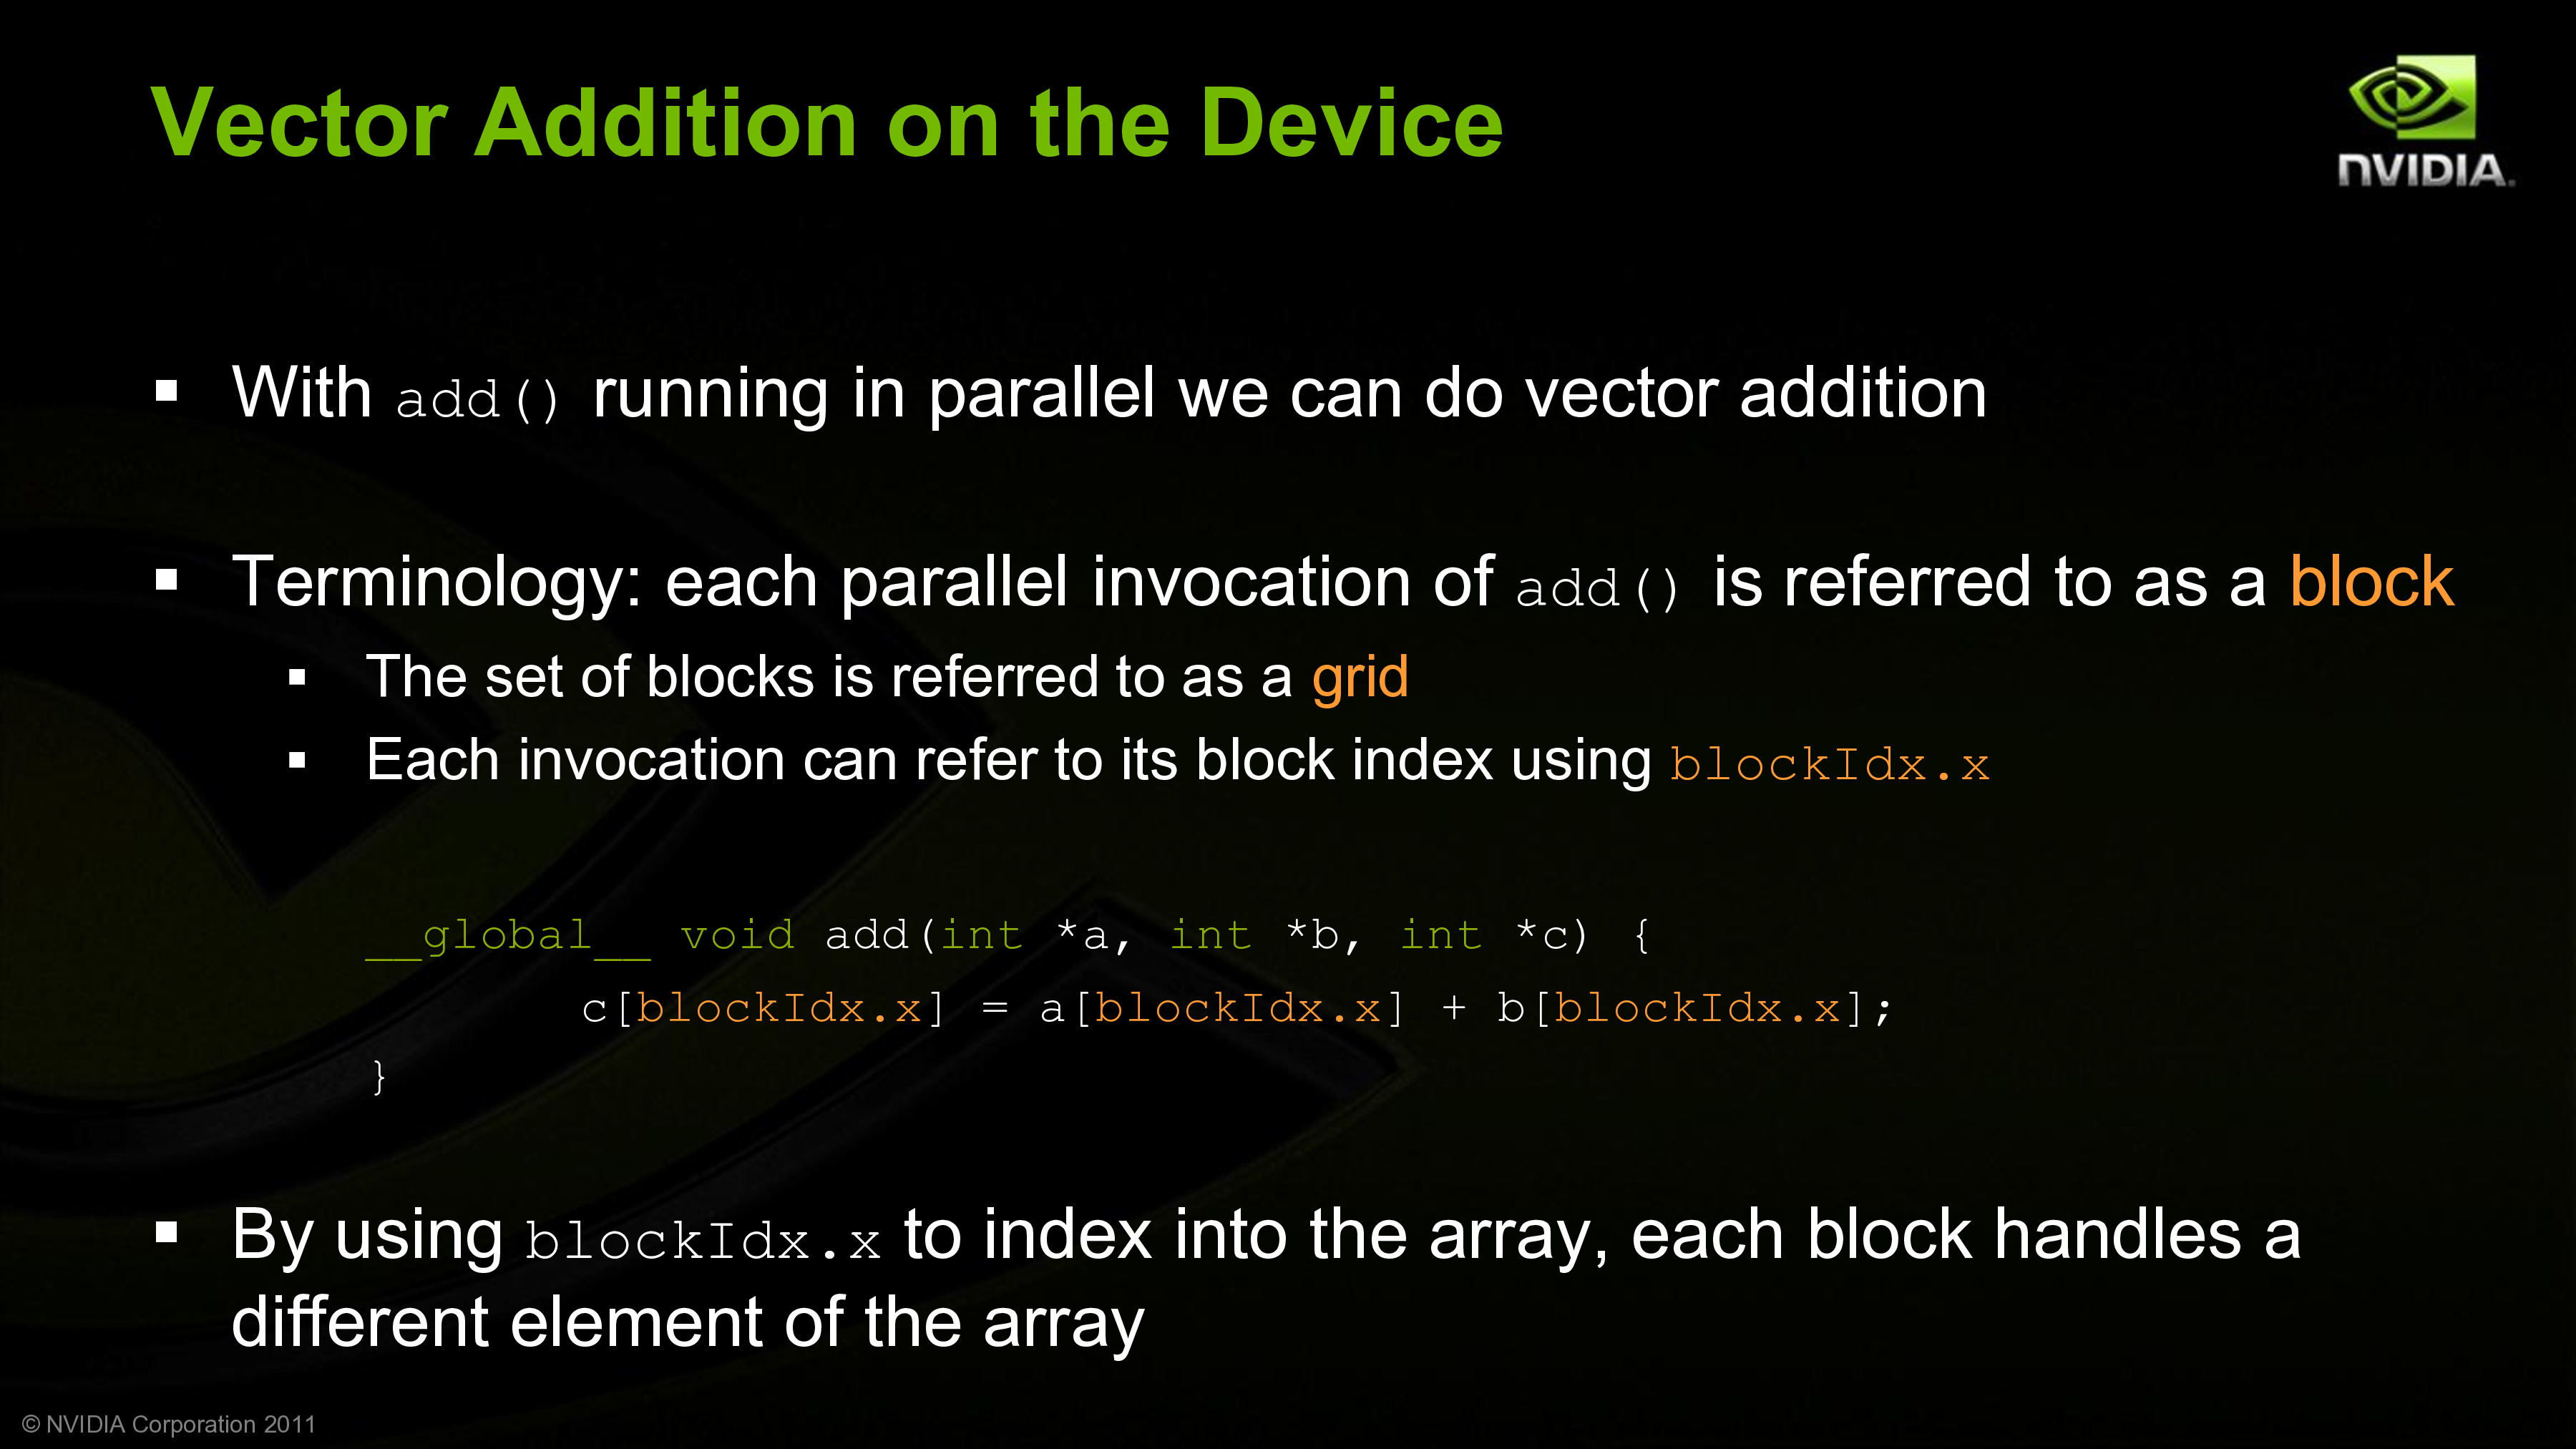 Vector Addition on the Device
NVIDIA.
▪ With add() running in parallel we can do vector addition
▪ Terminology: each parallel invocation of add() is referred to as a block
▪ The set of blocks is referred to as a grid
▪ Each invocation can refer to its block index using blockIdx.x
__global__ void add(int *a, int *b, int *c) {
c[blockIdx.x] = a[blockIdx.x] + b[blockIdx.x];
}
▪ By using blockIdx.x to index into the array, each block handles a
different element of the array
© NVIDIA Corporation 2011